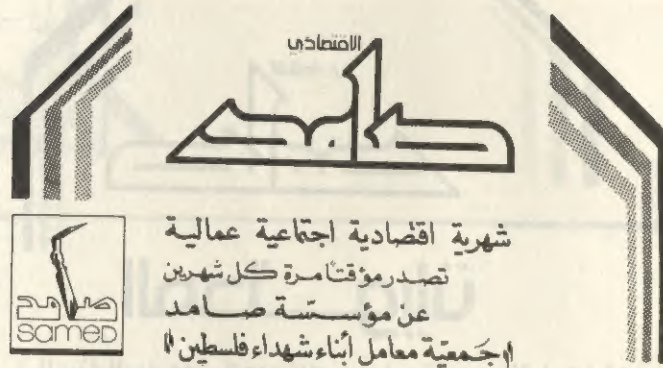 الاقتصادي
صامد
شهرية اقتصادية اجتماعية عمالية
تصدر مؤقتاً مرة كل شهرين
عن مؤسسة صامد
((جمعية معامل أبناء شهداء فلسطين))
صامد
samed